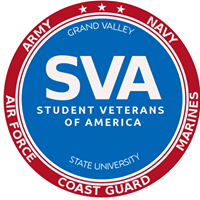 ARMY
NAVY
GRAND VALLEY
SVA
STUDENT VETERANS
OF AMERICA
STATE UNIVERSITY
AIR FORCE
MARINES
COAST GUARD